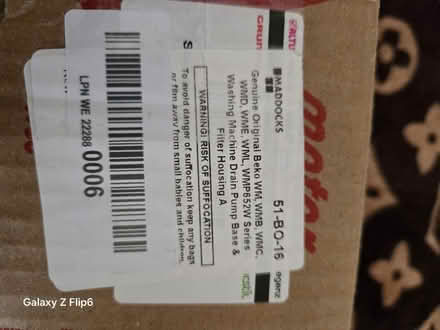 MADDOCKS
51-BO-16
Genuine Original Beko WM,WMB, WMC,
WMD, WME, WML, WMP652W Series
Washing Machine Drain Pump Base &
Filter Housing A
WARNING! RISK OF SUFFOCATION
To avoid danger of suffocation keep any bags
or film away from small babies and children.
LPN WE 22288 0006
Galaxy Z Flip6